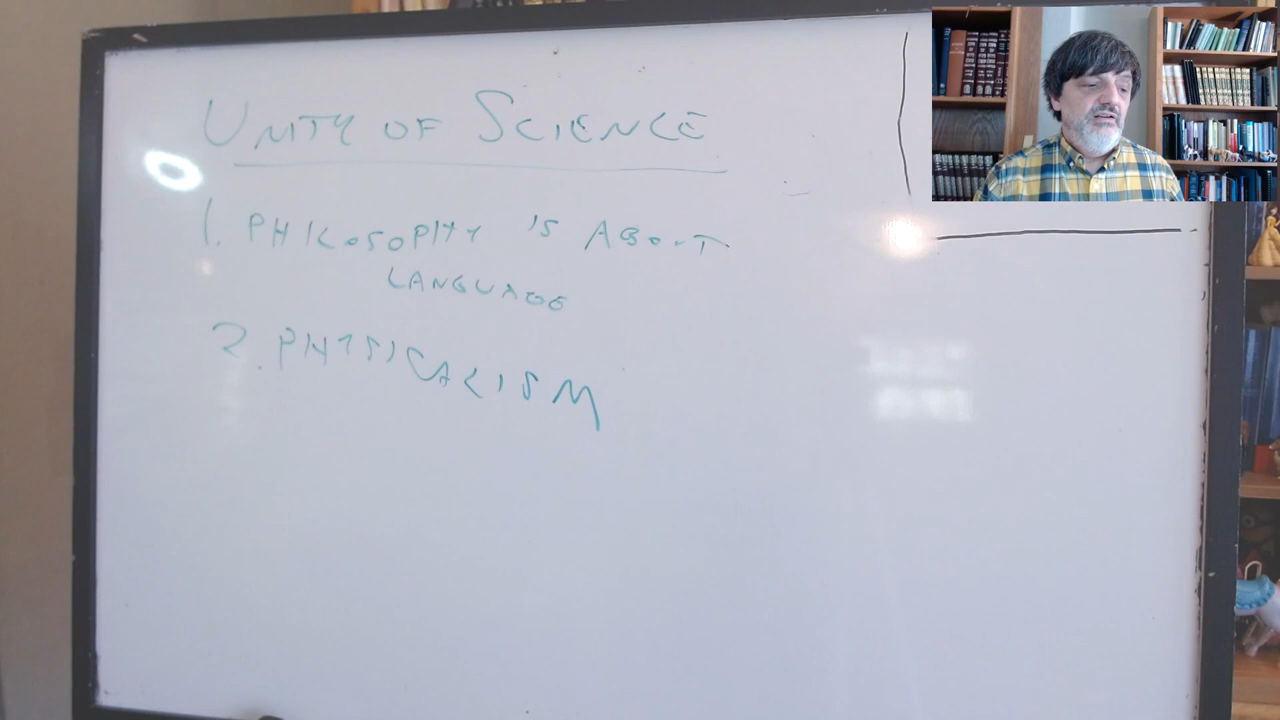 UNITY OF SCIENCE
1. PHILOSOPHY IS ABOUT
LANGUAGE
2. PHYSICALISM